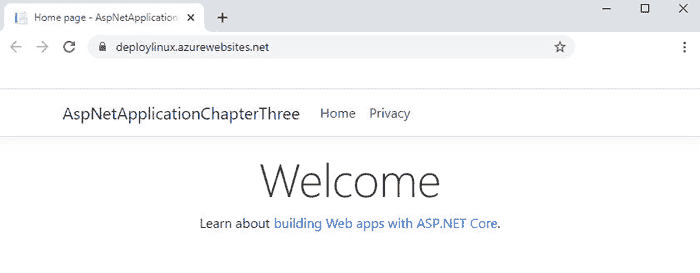 Home page - AspNetApplication
deploylinux.azurewebsites.net
AspNetApplicationChapterThree Home Privacy
Welcome
Learn about building Web apps with ASP.NET Core.